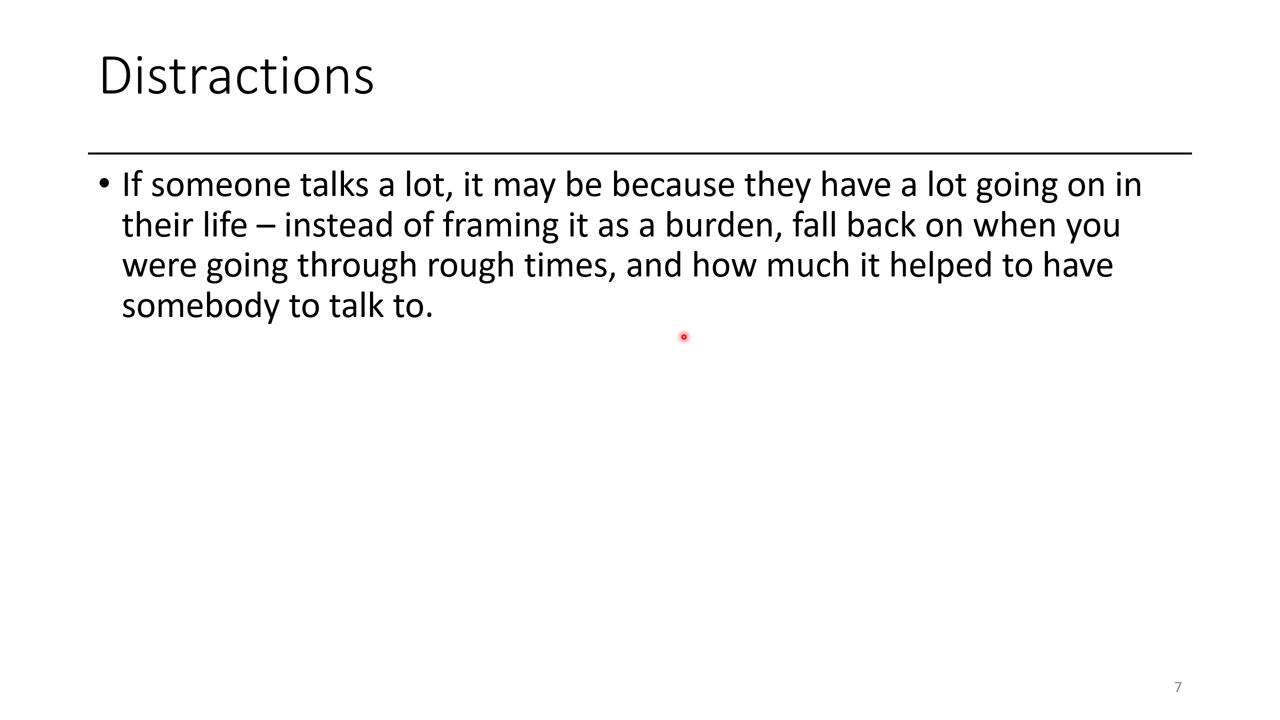 Distractions
• If someone talks a lot, it may be because they have a lot going on in
their life – instead of framing it as a burden, fall back on when you
were going through rough times, and how much it helped to have
somebody to talk to.
7